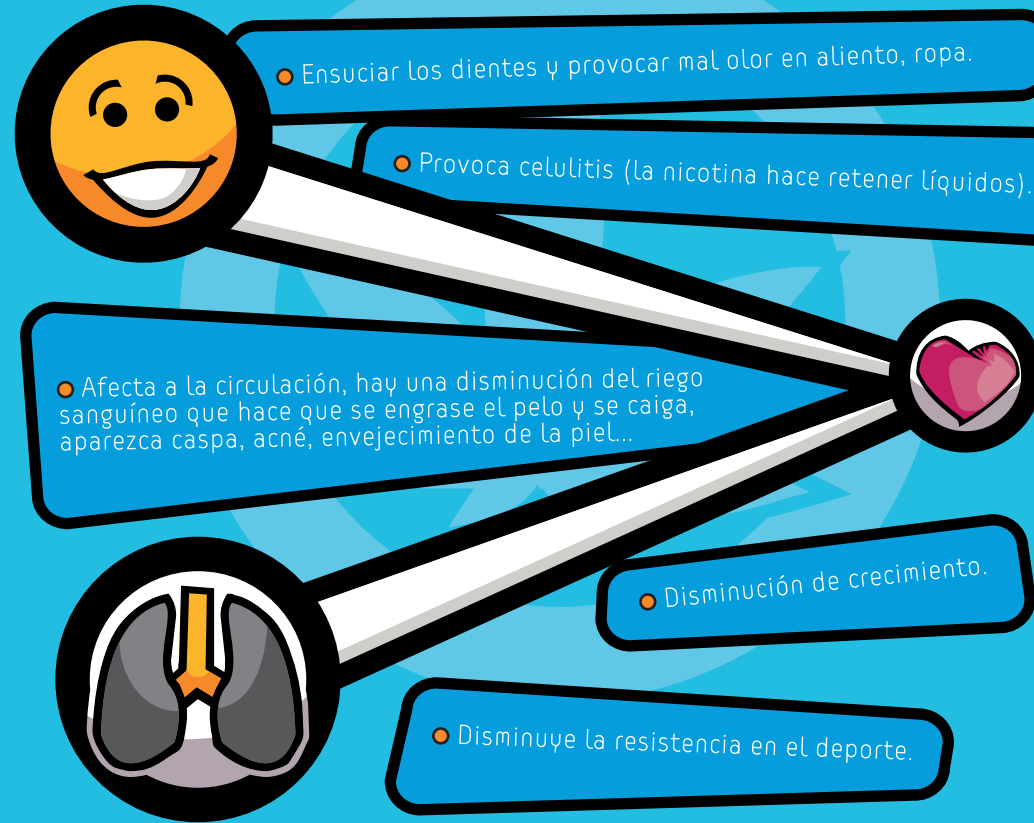 Ensuciar los dientes y provocar mal olor en aliento, ropa.
Provoca celulitis (la nicotina hace retener líquidos).
Afecta a la circulación, hay una disminución del riego
sanguíneo que hace que se engrase el pelo y se caiga,
aparezca caspa, acné, envejecimiento de la piel...
Disminución de crecimiento.
Disminuye la resistencia en el deporte.